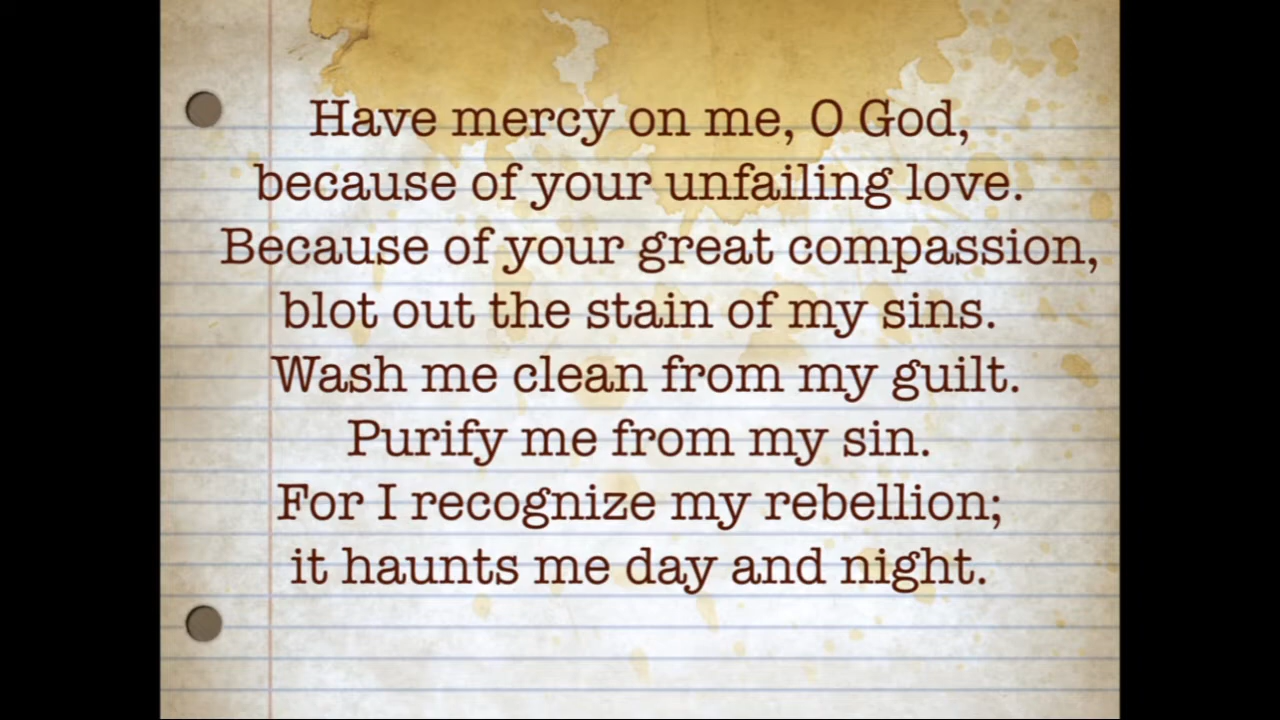 Have mercy on me, O God,
because of your unfailing love.
Because of your great compassion,
blot out the stain of my sins.
Wash me clean from my guilt.
Purify me from my sin.
For I recognize my rebellion;
it haunts me day and night.